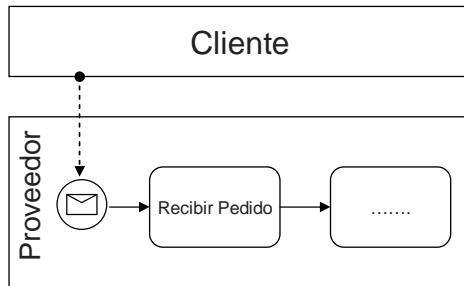 Cliente
Proveedor
Recibir Pedido
.......